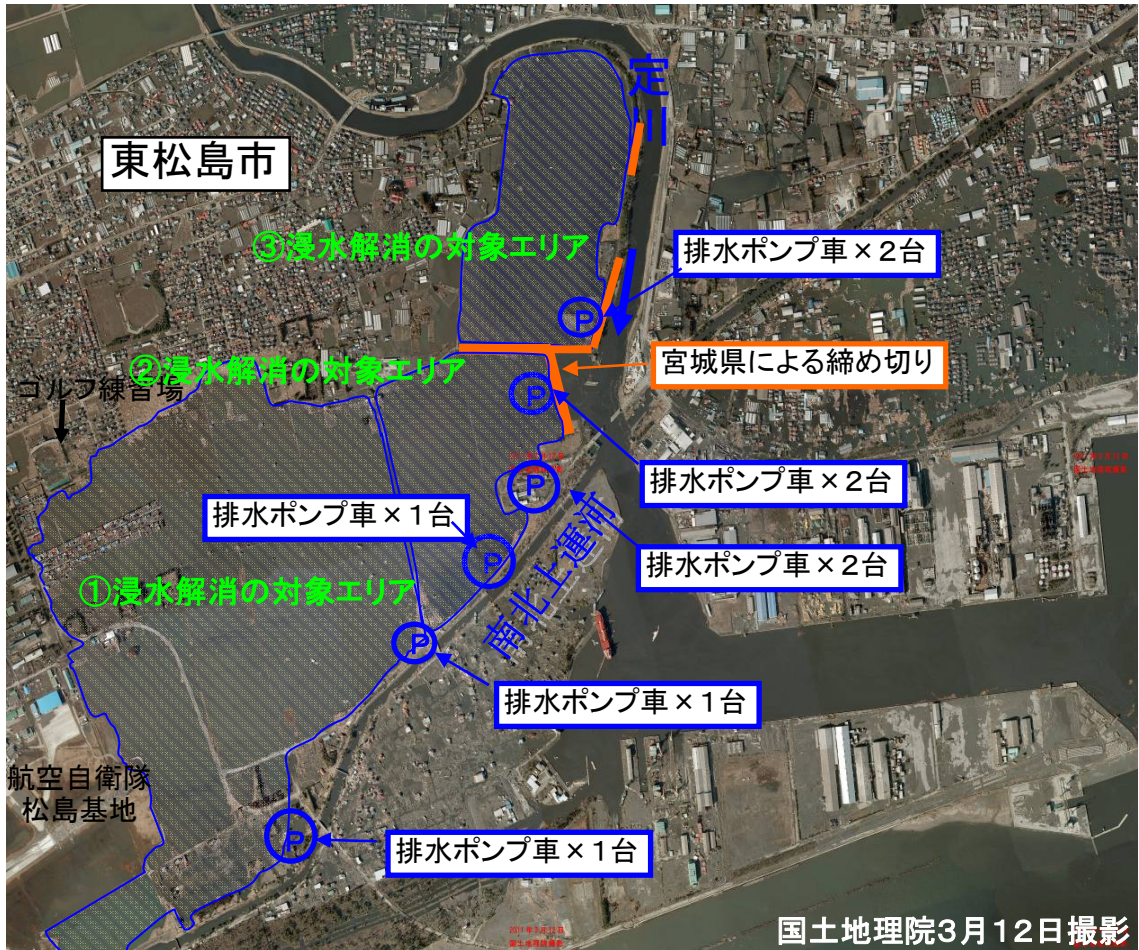 定川
東松島市
③浸水解消の対象エリア
排水ポンプ車×2台
P
宮城県による締め切り
②浸水解消の対象エリア
ゴルフ練習場
P
排水ポンプ車×2台
P
排水ポンプ車×1台
南北上運河
排水ポンプ車×2台
P
①浸水解消の対象エリア
P
排水ポンプ車×1台
航空自衛隊
松島基地
P
排水ポンプ車×1台
国土地理院3月12日撮影